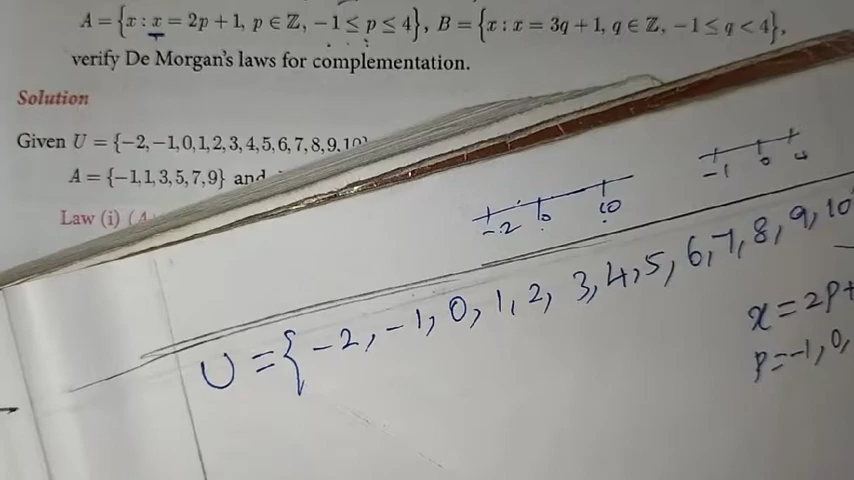 A = {x : x = 2p + 1, p ∈ ℤ, −1 ≤ p ≤ 4}, B = {x : x = 3q + 1, q ∈ ℤ, −1 ≤ q < 4},
verify De Morgan's laws for complementation.
Solution
Given U = {−2, −1, 0, 1, 2, 3, 4, 5, 6, 7, 8, 9, 10}
A = {−1, 1, 3, 5, 7, 9} and
Law (i) (A
-1 0 4
-2 0 10
U = {-2, -1, 0, 1, 2, 3, 4, 5, 6, 7, 8, 9, 10
x = 2p+
p = -1, 0,